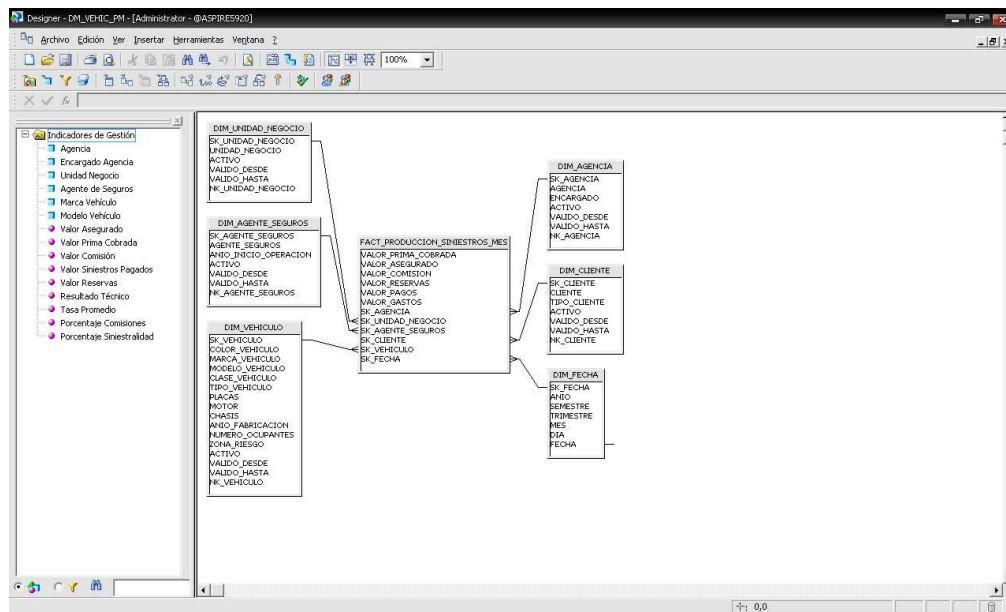 Designer - DM_VEHIC_PM - [Administrator - @ASPIRE5920]
Archivo Edición Ver Insertar Herramientas Ventana ?
100%
Indicadores de Gestión
Agencia
Encargado Agencia
Unidad Negocio
Agente de Seguros
Marca Vehículo
Modelo Vehículo
Valor Asegurado
Valor Prima Cobrada
Valor Comisión
Valor Siniestros Pagados
Valor Reservas
Resultado Técnico
Tasa Promedio
Porcentaje Comisiones
Porcentaje Siniestralidad
DIM_UNIDAD_NEGOCIO
SK_UNIDAD_NEGOCIO
UNIDAD_NEGOCIO
ACTIVO
VALIDO_DESDE
VALIDO_HASTA
NK_UNIDAD_NEGOCIO
DIM_AGENTE_SEGUROS
SK_AGENTE_SEGUROS
AGENTE_SEGUROS
ANIO_INICIO_OPERACION
ACTIVO
VALIDO_DESDE
VALIDO_HASTA
NK_AGENTE_SEGUROS
DIM_VEHICULO
SK_VEHICULO
COLOR_VEHICULO
MARCA_VEHICULO
MODELO_VEHICULO
CLASE_VEHICULO
TIPO_VEHICULO
PLACAS
MOTOR
CHASIS
ANIO_FABRICACION
NUMERO_OCUPANTES
ZONA_RIESGO
ACTIVO
VALIDO_DESDE
VALIDO_HASTA
NK_VEHICULO
FACT_PRODUCCION_SINIESTROS_MES
VALOR_PRIMA_COBRADA
VALOR_ASEGURADO
VALOR_COMISION
VALOR_RESERVAS
VALOR_PAGOS
VALOR_GASTOS
SK_AGENCIA
SK_UNIDAD_NEGOCIO
SK_AGENTE_SEGUROS
SK_CLIENTE
SK_VEHICULO
SK_FECHA
DIM_AGENCIA
SK_AGENCIA
AGENCIA
ENCARGADO
ACTIVO
VALIDO_DESDE
VALIDO_HASTA
NK_AGENCIA
DIM_CLIENTE
SK_CLIENTE
CLIENTE
TIPO_CLIENTE
ACTIVO
VALIDO_DESDE
VALIDO_HASTA
NK_CLIENTE
DIM_FECHA
SK_FECHA
ANIO
SEMESTRE
TRIMESTRE
MES
DIA
FECHA
0,0